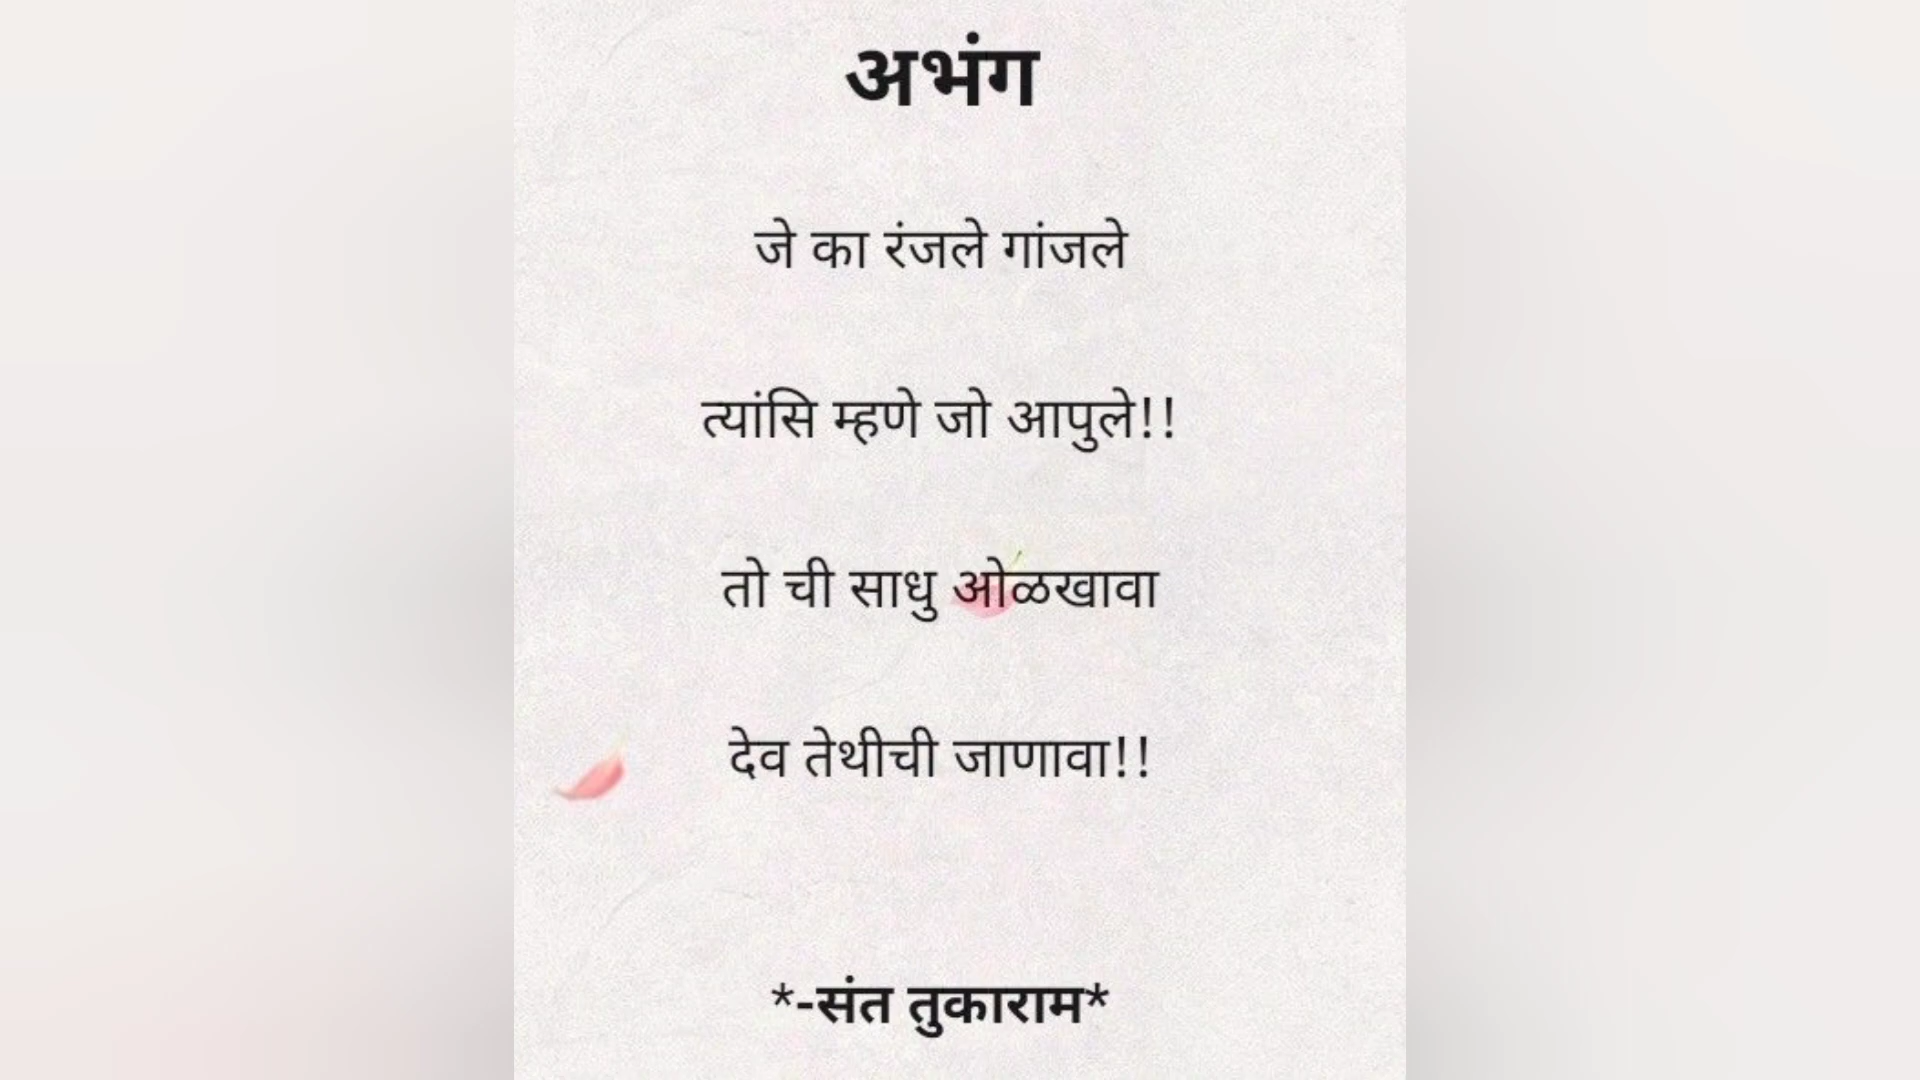 अभंग
जे का रंजले गांजले
त्यांसि म्हणे जो आपुले!!
तो ची साधु ओळखावा
देव तेथीची जाणावा!!
*-संत तुकाराम*